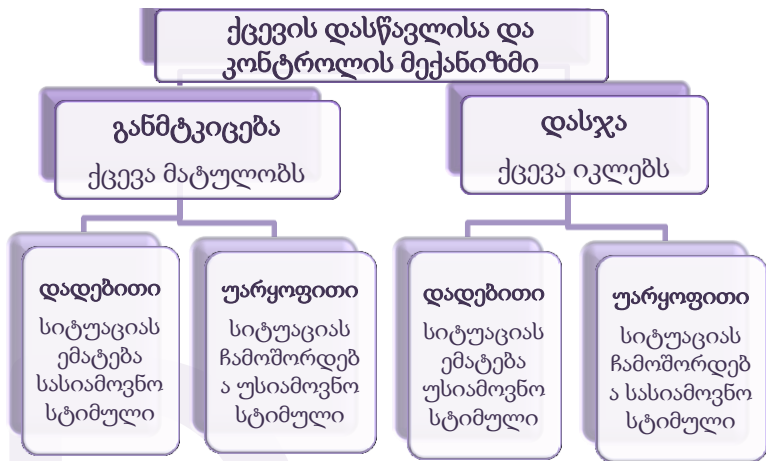 ქცევის დასწავლისა და
კონტროლის მექანიზმი
განმტკიცება
ქცევა მატულობს
დასჯა
ქცევა იკლებს
დადებითი
სიტუაციას
ემატება
სასიამოვნო
სტიმული
უარყოფითი
სიტუაციას
ჩამოშორდებ
ა უსიამოვნო
სტიმული
დადებითი
სიტუაციას
ემატება
უსიამოვნო
სტიმული
უარყოფითი
სიტუაციას
ჩამოშორდებ
ა სასიამოვნო
სტიმული